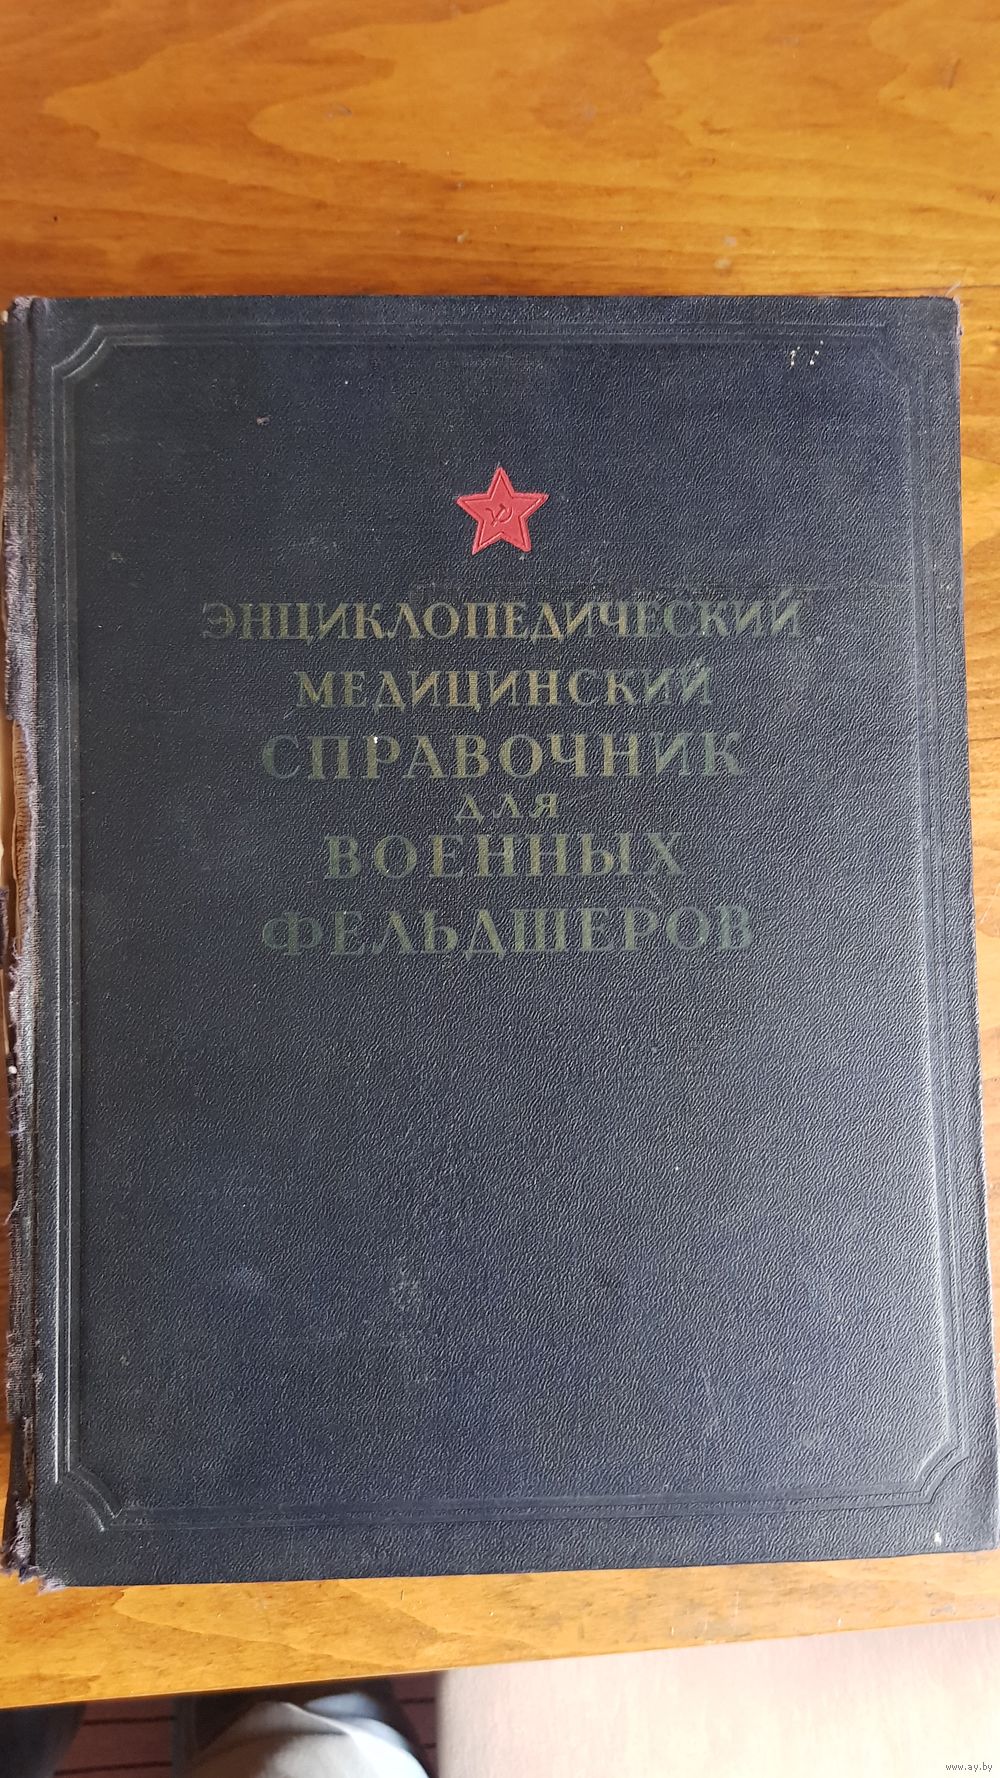 ЭНЦИКЛОПЕДИЧЕСКИЙ
МЕДИЦИНСКИЙ
СПРАВОЧНИК
ДЛЯ
ВОЕННЫХ
ФЕЛЬДШЕРОВ
www.ay.by